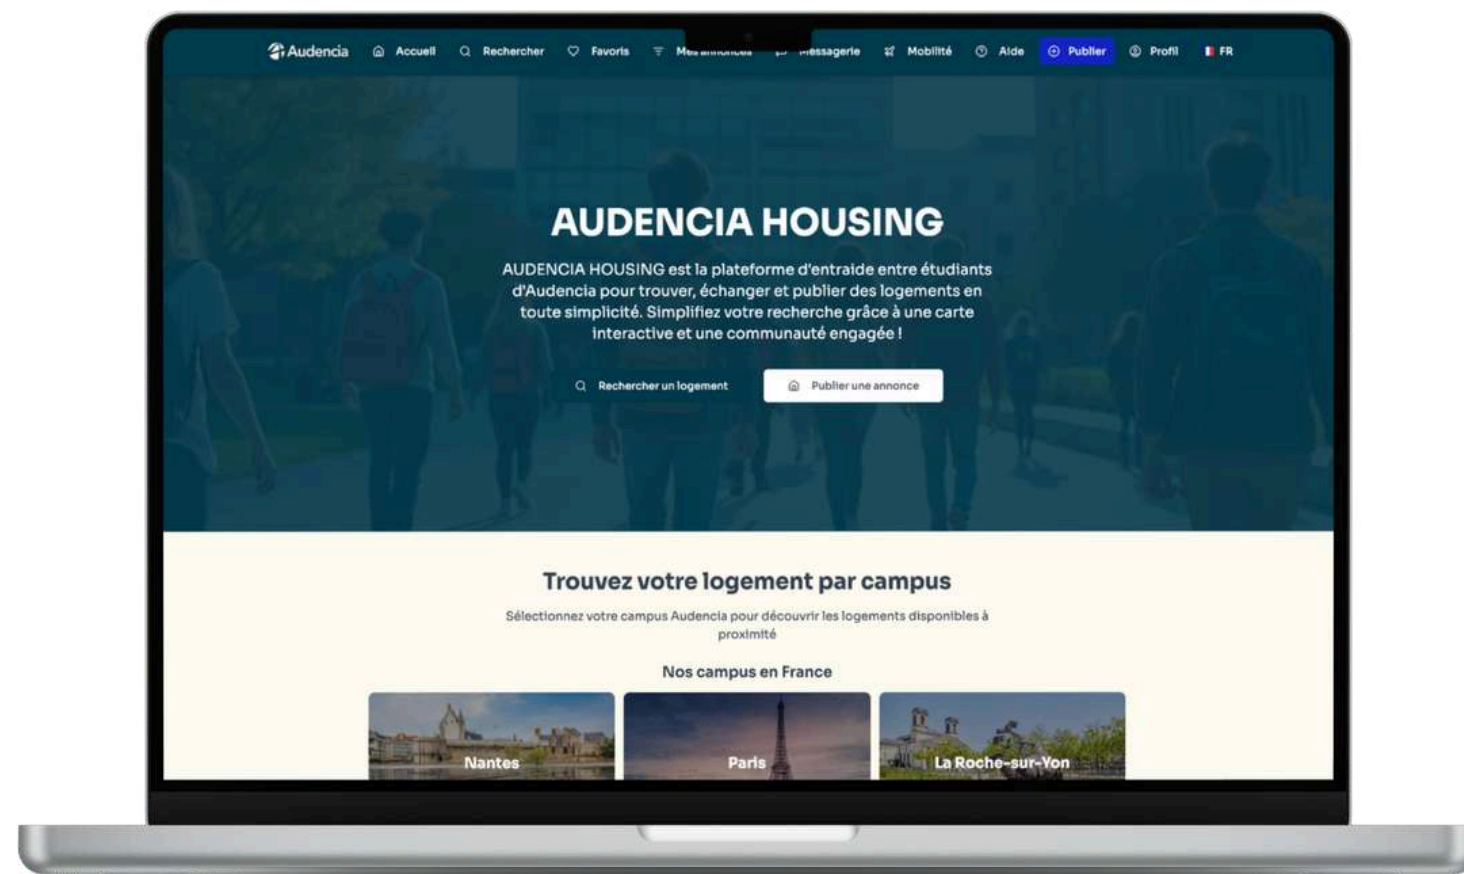 Audencia Accueil Rechercher Favoris Mes annonces Messagerie Mobilité Aide Publier Profil FR
AUDENCIA HOUSING
AUDENCIA HOUSING est la plateforme d'entraide entre étudiants
d'Audencia pour trouver, échanger et publier des logements en
toute simplicité. Simplifiez votre recherche grâce à une carte
interactive et une communauté engagée !
Rechercher un logement Publier une annonce
Trouvez votre logement par campus
Sélectionnez votre campus Audencia pour découvrir les logements disponibles à
proximité
Nos campus en France
Nantes Paris La Roche-sur-Yon